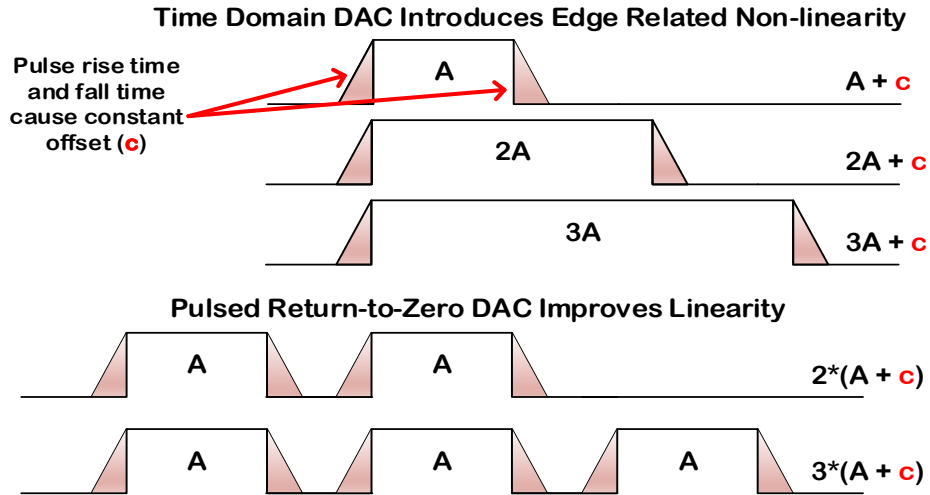 Time Domain DAC Introduces Edge Related Non-linearity
Pulse rise time
and fall time
cause constant
offset (c)
A
A + c
2A
2A + c
3A
3A + c
Pulsed Return-to-Zero DAC Improves Linearity
A A
2*(A + c)
A A A
3*(A + c)